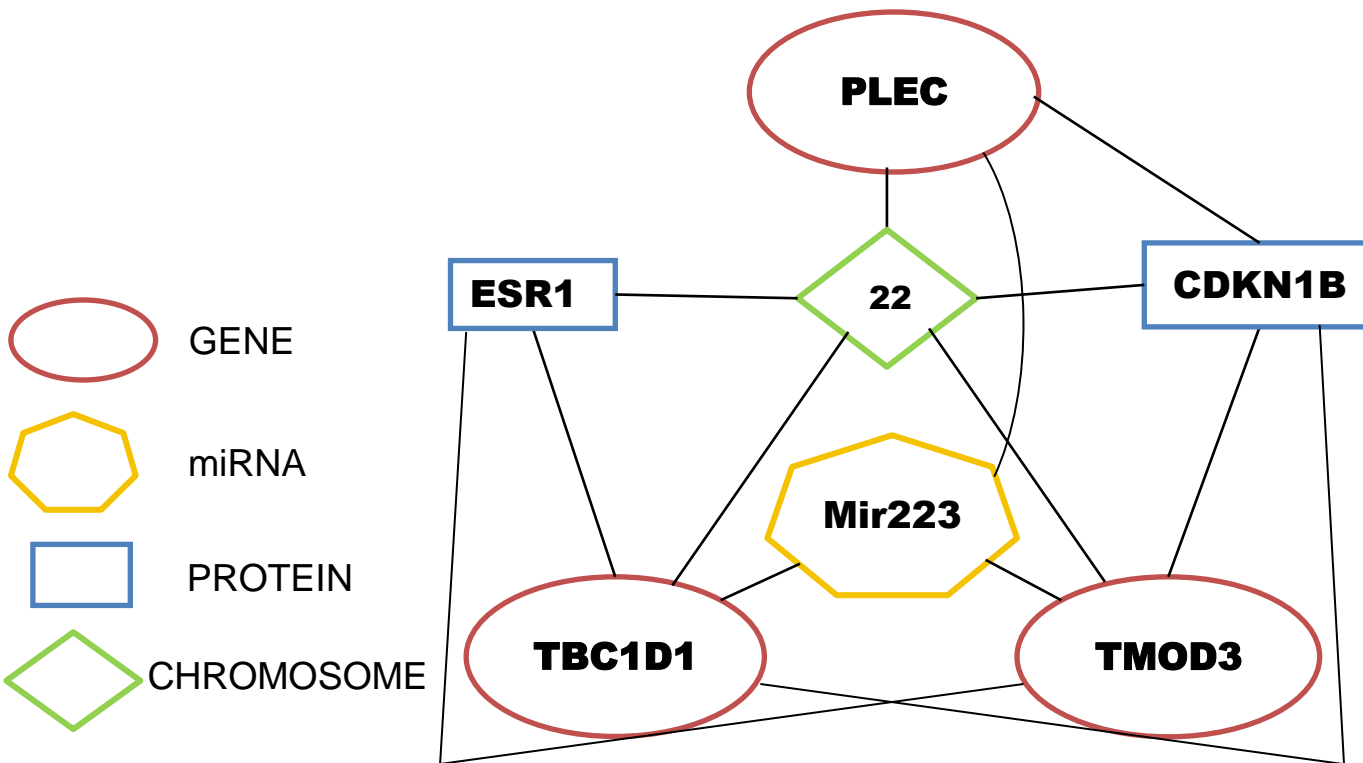 PLEC
ESR1
22
CDKN1B
GENE
miRNA
Mir223
PROTEIN
TBC1D1
TMOD3
CHROMOSOME